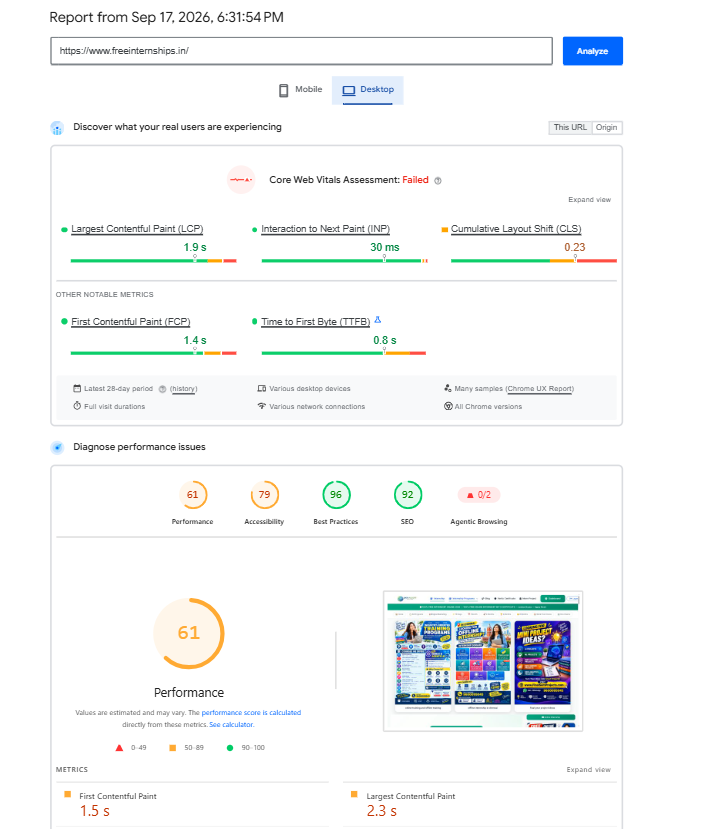 Report from Sep 17, 2026, 6:31:54 PM
https://www.freeinternships.in/
Analyze
Mobile
Desktop
Discover what your real users are experiencing
This URL
Origin
Core Web Vitals Assessment: Failed
Expand view
Largest Contentful Paint (LCP)
1.9 s
Interaction to Next Paint (INP)
30 ms
Cumulative Layout Shift (CLS)
0.23
OTHER NOTABLE METRICS
First Contentful Paint (FCP)
1.4 s
Time to First Byte (TTFB)
0.8 s
Latest 28-day period (history)
Various desktop devices
Many samples (Chrome UX Report)
Full visit durations
Various network connections
All Chrome versions
Diagnose performance issues
61
79
96
92
0/2
Performance
Accessibility
Best Practices
SEO
Agentic Browsing
61
Performance
Values are estimated and may vary. The performance score is calculated
directly from these metrics. See calculator.
0-49
50-89
90-100
TRAINING
PROGRAMS
OFFLINE
INTERNSHIP
MINI PROJECT
IDEAS?
METRICS
Expand view
First Contentful Paint
1.5 s
Largest Contentful Paint
2.3 s